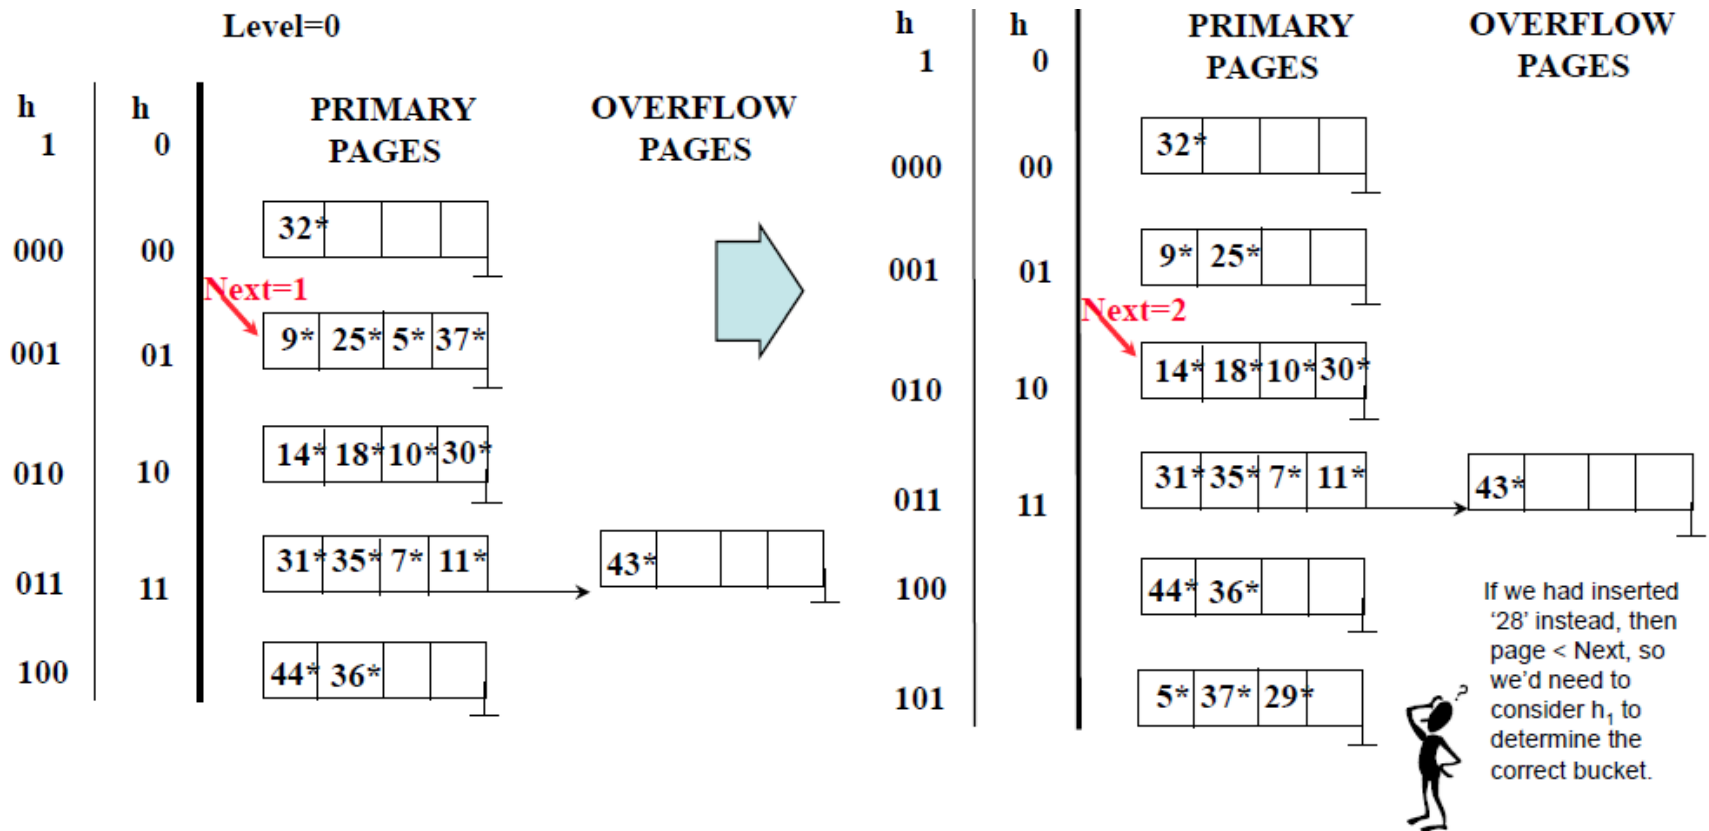 Level=0
h h PRIMARY OVERFLOW
1 0 PAGES PAGES
32*
000 00
Next=1
9* 25* 5* 37*
001 01
14* 18* 10* 30*
010 10
31* 35* 7* 11* 43*
011 11
44* 36*
100
h h PRIMARY OVERFLOW
1 0 PAGES PAGES
32*
000 00
9* 25*
001 01
Next=2
14* 18* 10* 30*
010 10
31* 35* 7* 11* 43*
011 11
44* 36*
100
5* 37* 29*
101
If we had inserted
‘28’ instead, then
page < Next, so
we’d need to
consider h1 to
determine the
correct bucket.
?